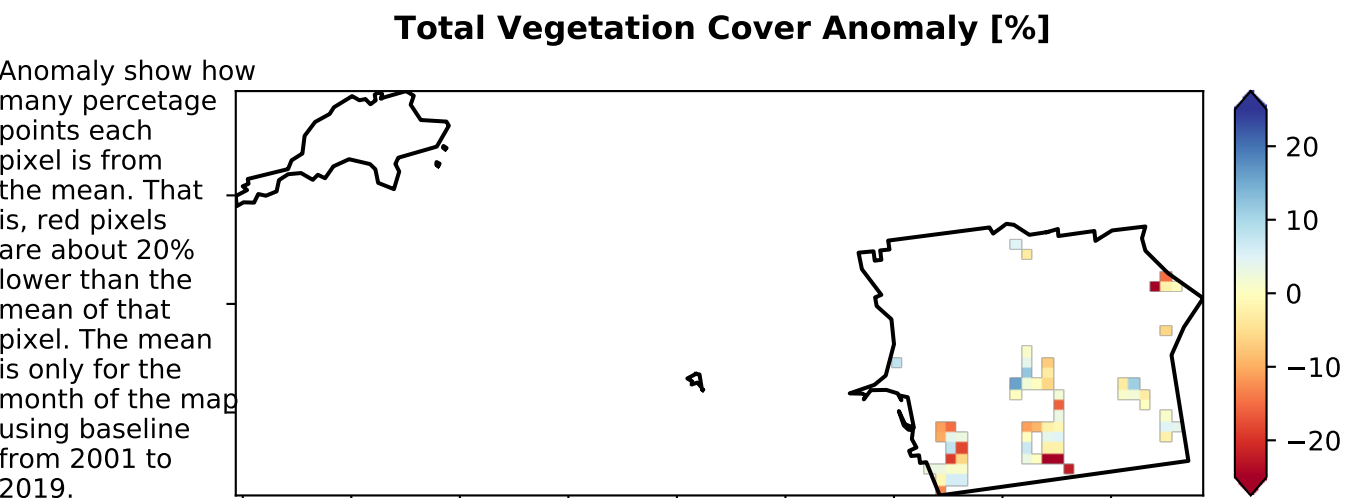 Total Vegetation Cover Anomaly [%]
Anomaly show how
many percetage
points each
pixel is from
the mean. That
is, red pixels
are about 20%
lower than the
mean of that
pixel. The mean
is only for the
month of the map
using baseline
from 2001 to
2019.
20
10
0
−10
−20